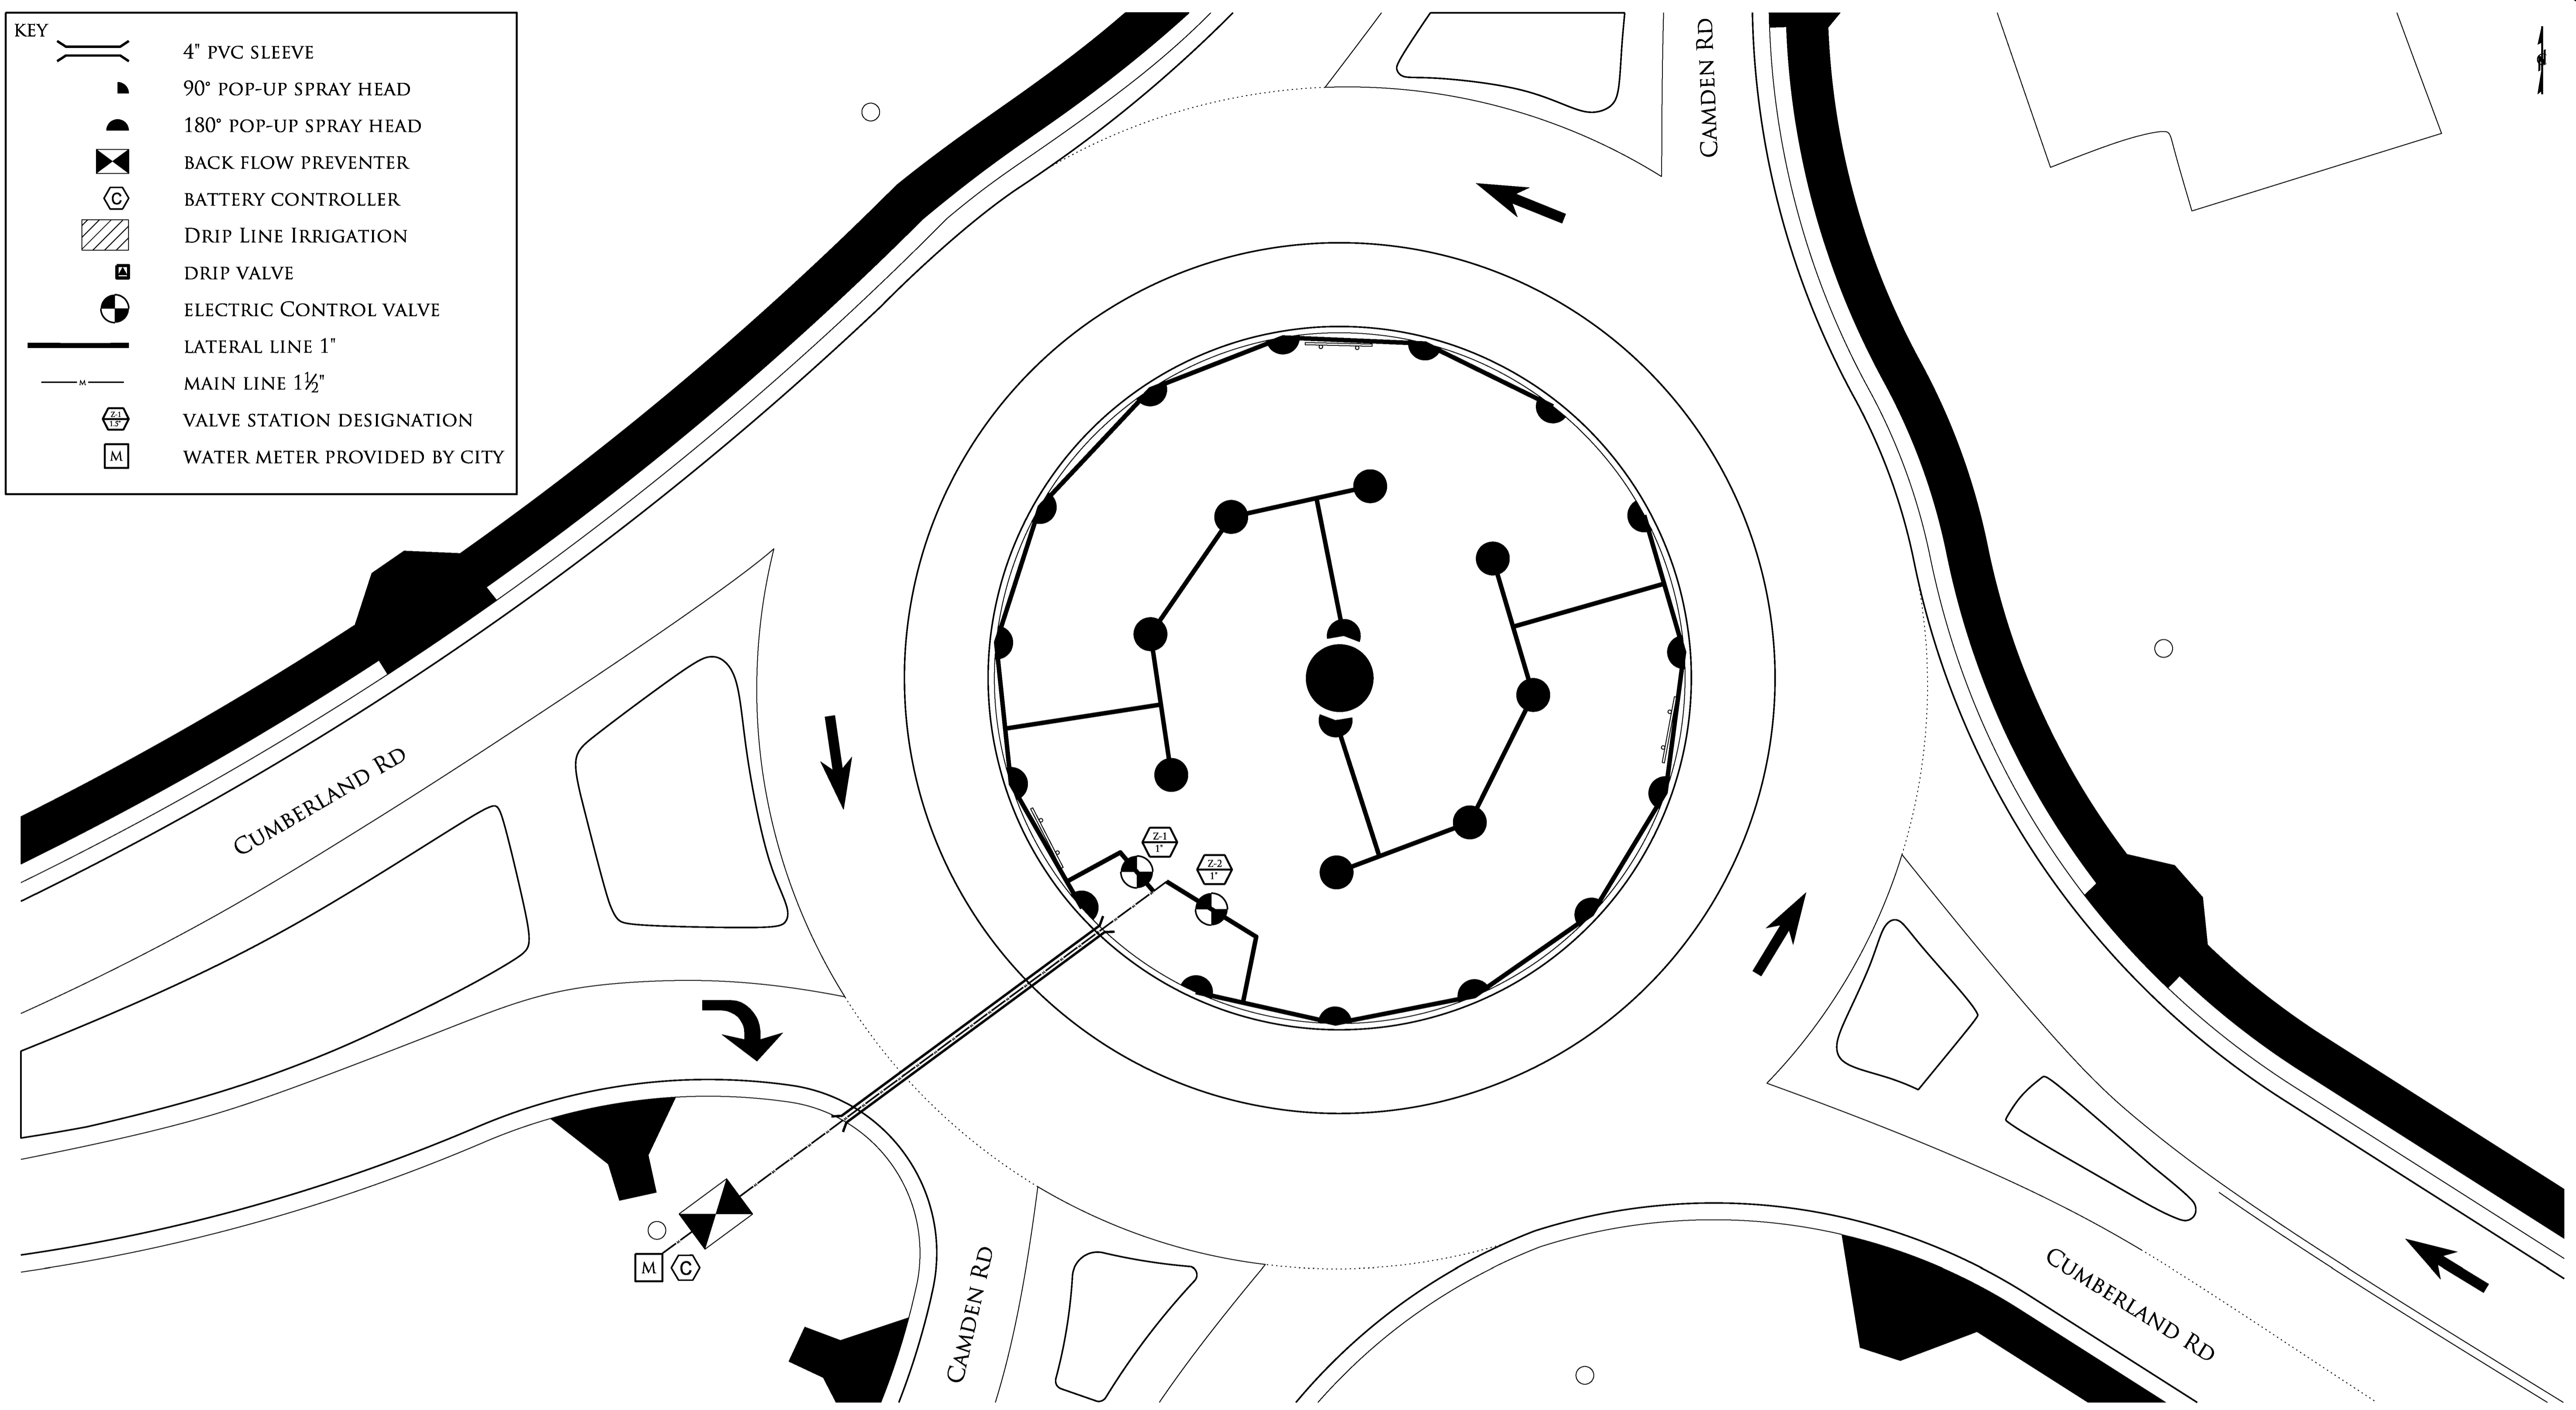 KEY
4" PVC SLEEVE
90° POP-UP SPRAY HEAD
180° POP-UP SPRAY HEAD
BACK FLOW PREVENTER
C BATTERY CONTROLLER
DRIP LINE IRRIGATION
DRIP VALVE
ELECTRIC CONTROL VALVE
LATERAL LINE 1"
M MAIN LINE 1½"
Z-1
1.5"
VALVE STATION DESIGNATION
M WATER METER PROVIDED BY CITY
CAMDEN RD
CUMBERLAND RD
Z-1
1"
Z-2
1"
M C
CAMDEN RD
CUMBERLAND RD